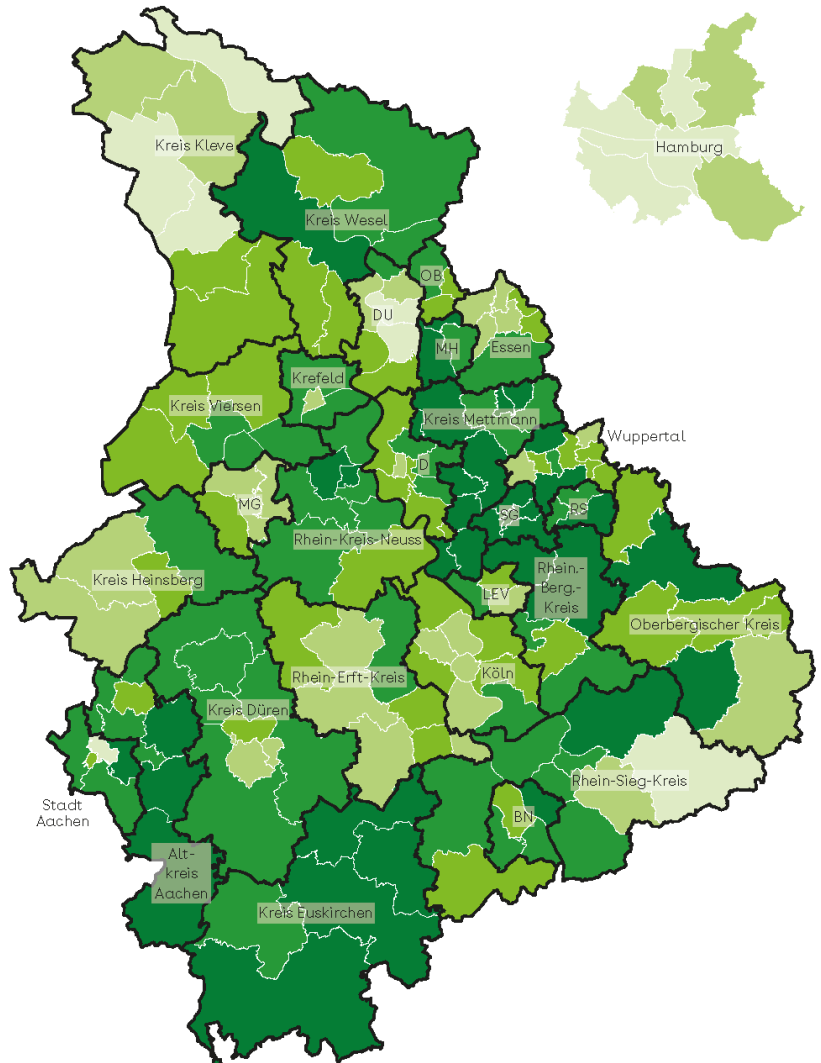 Hamburg
Kreis Kleve
Kreis Wesel
OB
DU
MH
Essen
Krefeld
Kreis Viersen
Kreis Mettmann
Wuppertal
D
MG
SG
RS
Rhein-Kreis-Neuss
Kreis Heinsberg
Rhein.-
Berg.-
Kreis
LEV
Oberbergischer Kreis
Rhein-Erft-Kreis
Köln
Kreis Düren
Rhein-Sieg-Kreis
Stadt
Aachen
BN
Alt-
kreis
Aachen
Kreis Euskirchen